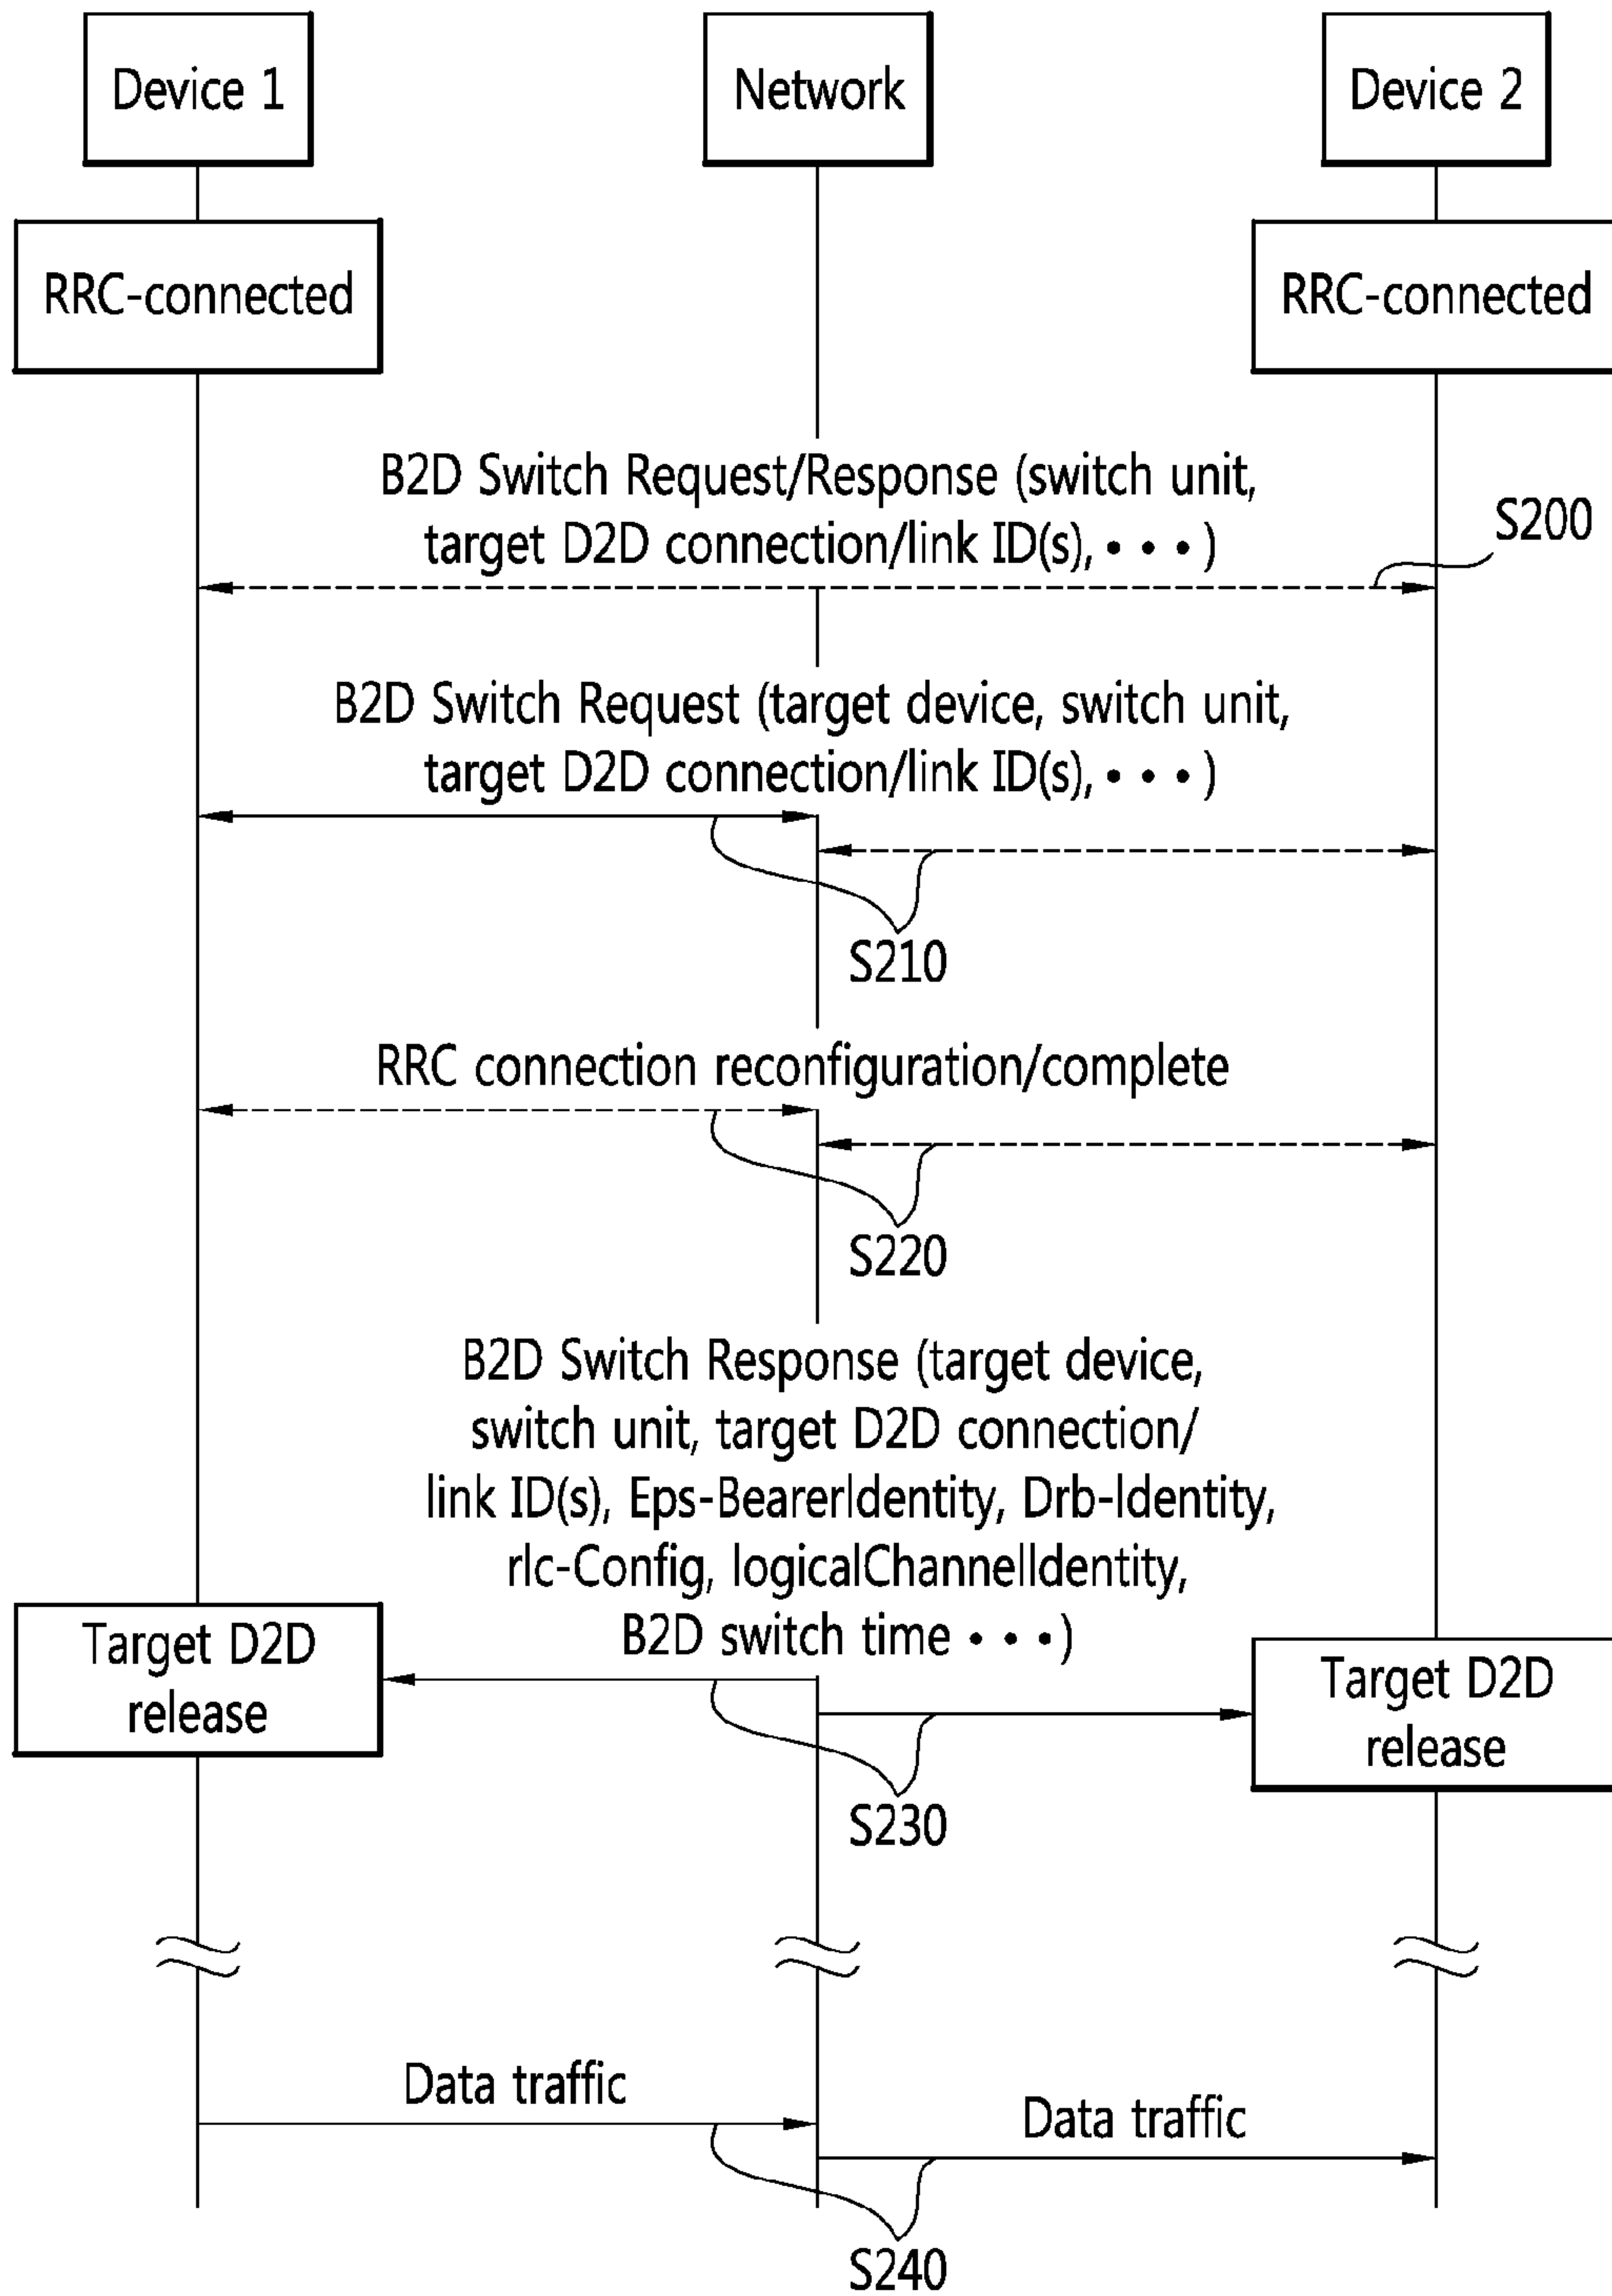 Device 1
Network
Device 2
RRC-connected
RRC-connected
B2D Switch Request/Response (switch unit,
target D2D connection/link ID(s), • • • )
S200
B2D Switch Request (target device, switch unit,
target D2D connection/link ID(s), • • • )
S210
RRC connection reconfiguration/complete
S220
B2D Switch Response (target device,
switch unit, target D2D connection/
link ID(s), Eps-BearerIdentity, Drb-Identity,
rlc-Config, logicalChannelIdentity,
B2D switch time • • •)
Target D2D
release
Target D2D
release
S230
Data traffic
Data traffic
S240